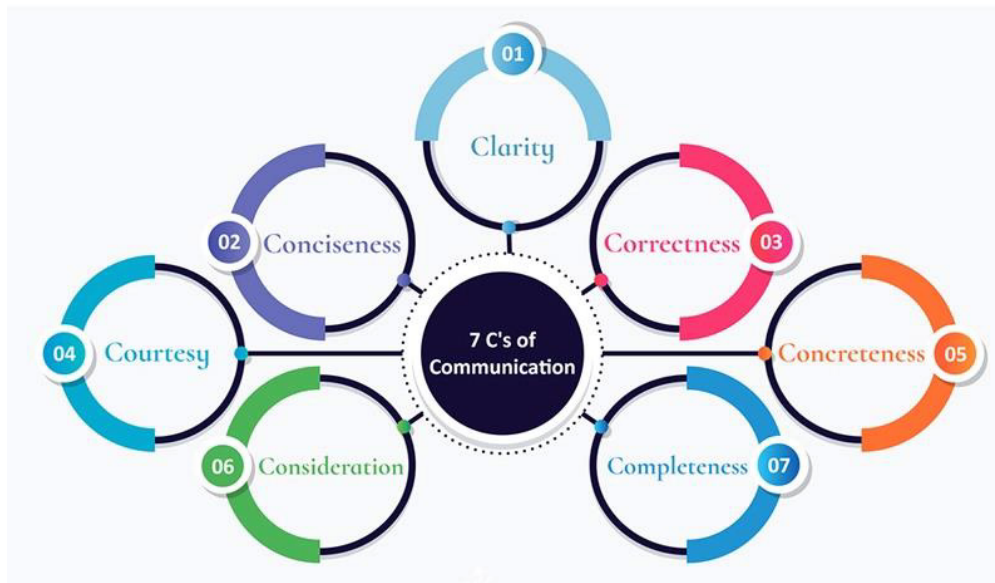 01
Clarity
02
Conciseness
Correctness
03
04
Courtesy
7 C's of
Communication
Concreteness
05
06
Consideration
Completeness
07